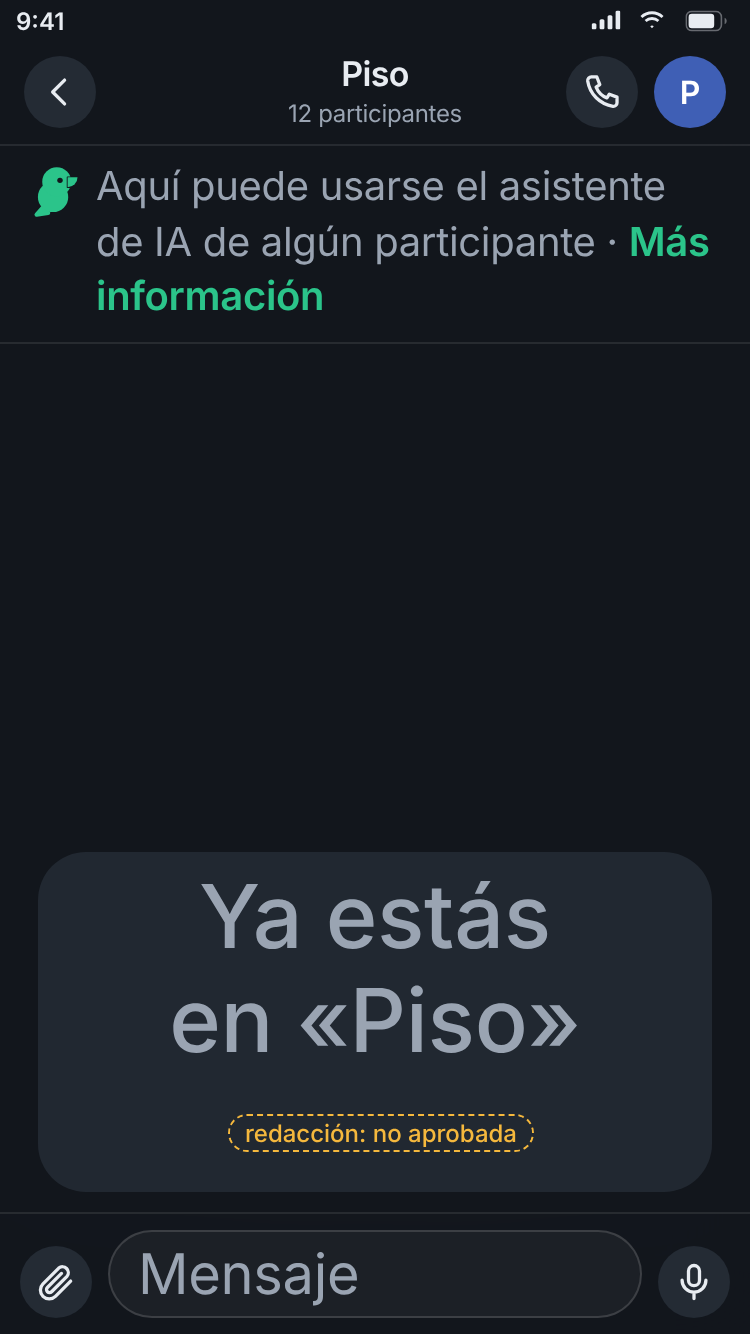 9:41
Piso
12 participantes
P
Aquí puede usarse el asistente
de IA de algún participante · Más
información
Ya estás
en «Piso»
redacción: no aprobada
Mensaje